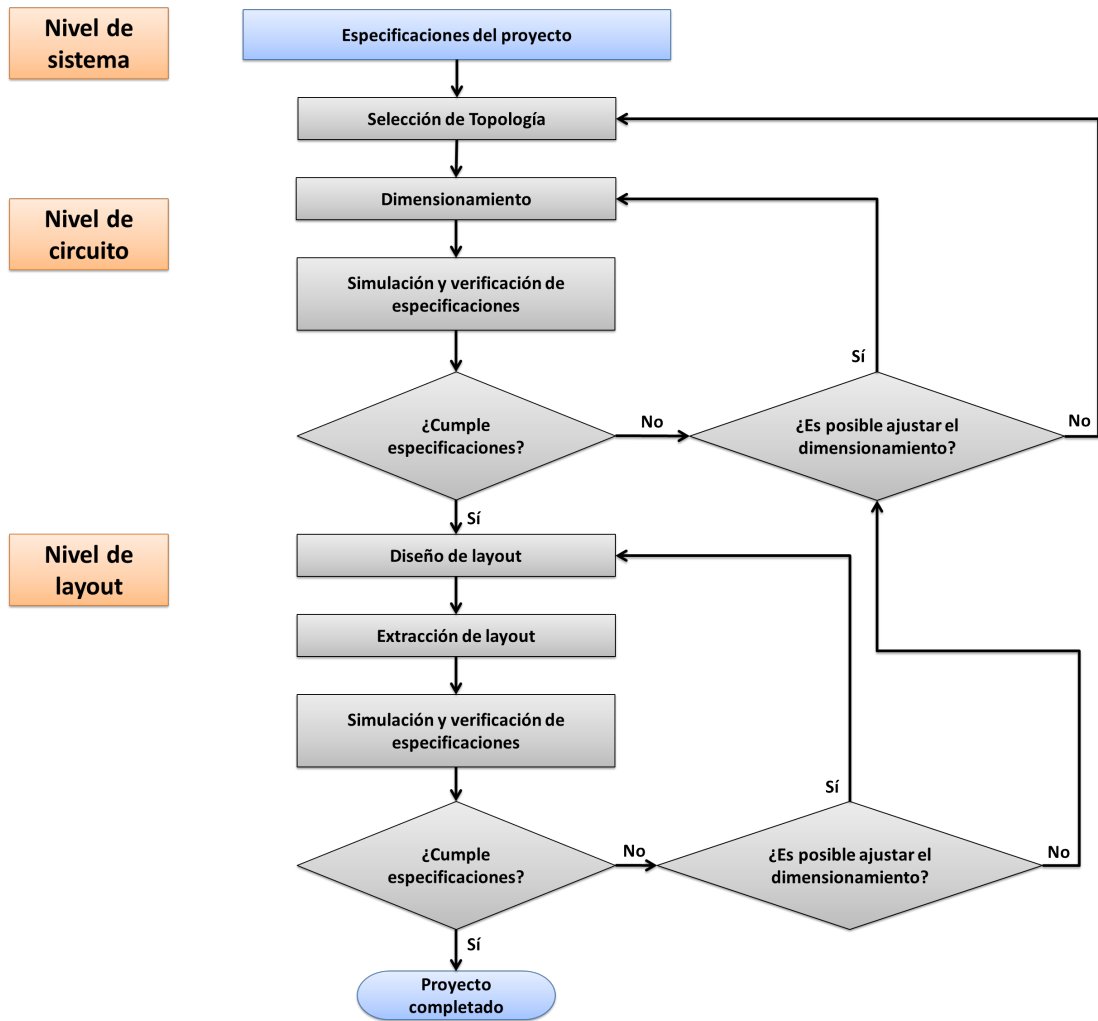 Nivel de
sistema
Especificaciones del proyecto
Selección de Topología
Nivel de
circuito
Dimensionamiento
Simulación y verificación de
especificaciones
Sí
¿Cumple
especificaciones?
No
¿Es posible ajustar el
dimensionamiento?
No
Sí
Nivel de
layout
Diseño de layout
Extracción de layout
Simulación y verificación de
especificaciones
Sí
¿Cumple
especificaciones?
No
¿Es posible ajustar el
dimensionamiento?
No
Sí
Proyecto
completado